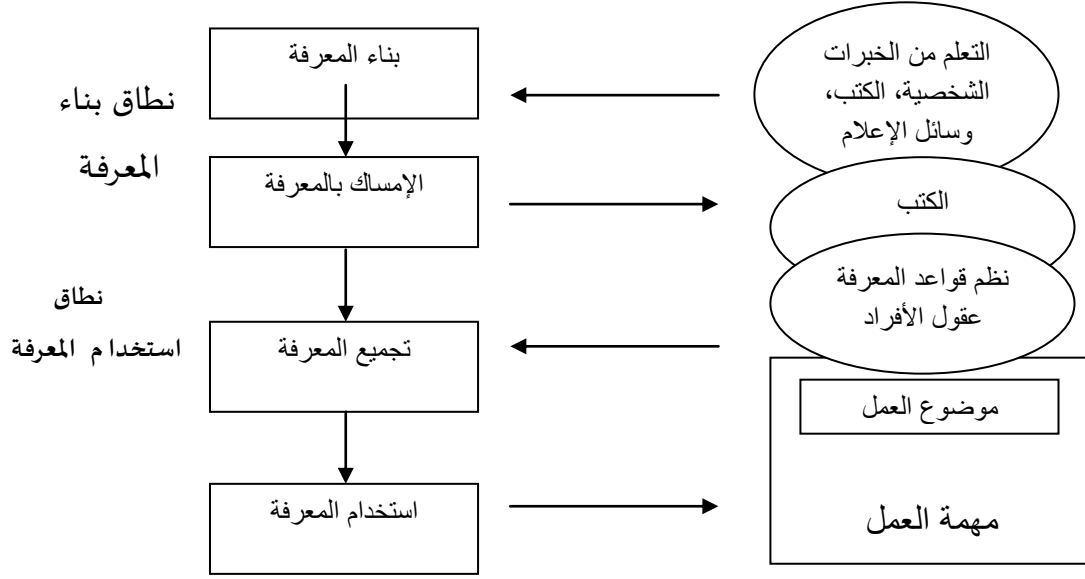 التعلم من الخبرات
الشخصية، الكتب،
وسائل الإعلام
بناء المعرفة
نطاق بناء
المعرفة
الإمساك بالمعرفة
الكتب
نظم قواعد المعرفة
عقول الأفراد
تجميع المعرفة
نطاق
استخدام المعرفة
موضوع العمل
مهمة العمل
استخدام المعرفة